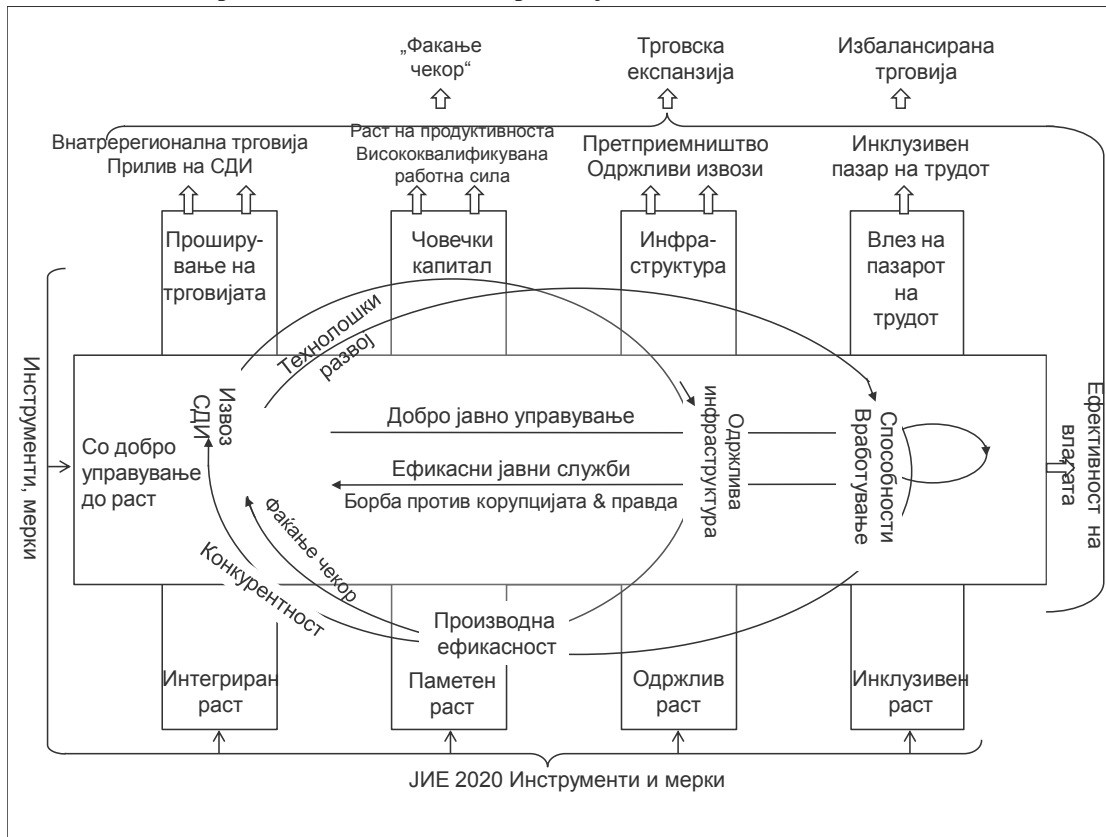 „Факање
чекор“
Трговска
експанзија
Избалансирана
трговија
Внатререгионална трговија
Прилив на СДИ
Раст на продуктивноста
Висококвалификувана
работна сила
Претприемништво
Одржливи извози
Инклузивен
пазар на трудот
Проширу-
вање на
трговијата
Човечки
капитал
Инфра-
структура
Влез на
пазарот
на
трудот
Инструменти, мерки
Технолошки
развој
Извоз
СДИ
Со добро
управување
до раст
Добро јавно управување
Ефикасни јавни служби
Борба против корупцијата & правда
Одржлива
инфраструктура
Способности
Вработување
Ефективност на
владата
Фаќање чекор
Конкурентност
Производна
ефикасност
Интегриран
раст
Паметен
раст
Одржлив
раст
Инклузивен
раст
ЈИЕ 2020 Инструменти и мерки